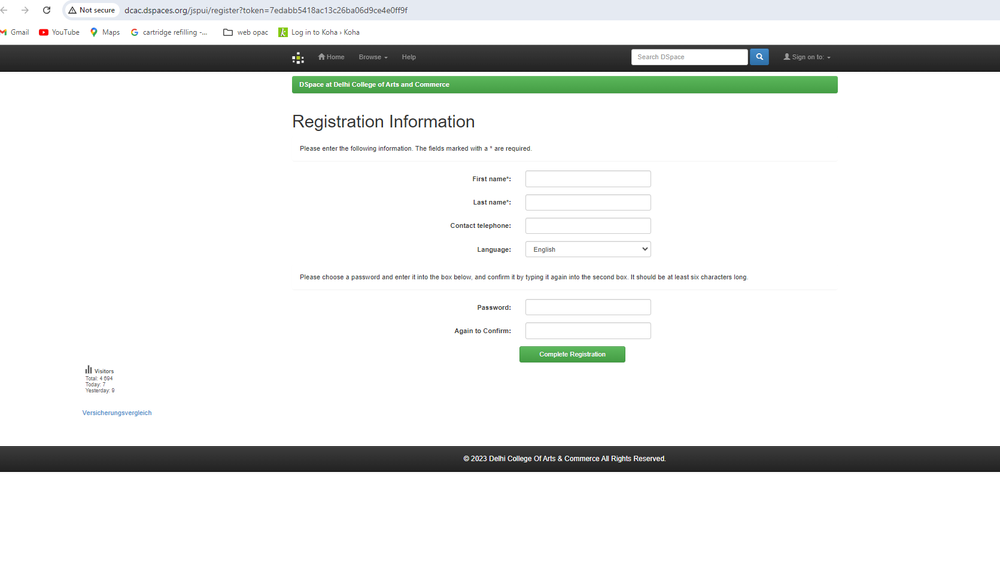 Not secure dcac.dspaces.org/jspui/register?token=7edabb5418ac13c26ba06d9ce4e0ff9f
Gmail YouTube Maps cartridge refilling -... web opac Log in to Koha › Koha
Home Browse Help Search DSpace Sign on to:
DSpace at Delhi College of Arts and Commerce
Registration Information
Please enter the following information. The fields marked with a * are required.
First name*:
Last name*:
Contact telephone:
Language: English
Please choose a password and enter it into the box below, and confirm it by typing it again into the second box. It should be at least six characters long.
Password:
Again to Confirm:
Complete Registration
Visitors
Total: 4 694
Today: 7
Yesterday: 9
Versicherungsvergleich
© 2023 Delhi College Of Arts & Commerce All Rights Reserved.